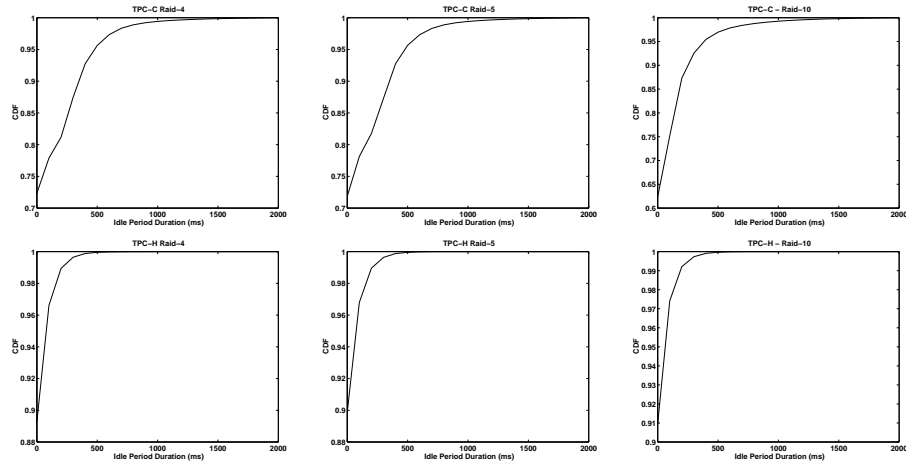 TPC−C Raid−4
1
0.95
0.9
0.85
0.8
0.75
0.7
CDF
0 500 1000 1500 2000
Idle Period Duration (ms)
TPC−C Raid−5
1
0.95
0.9
0.85
0.8
0.75
0.7
CDF
0 500 1000 1500 2000
Idle Period Duration (ms)
TPC−C − Raid−10
1
0.95
0.9
0.85
0.8
0.75
0.7
0.65
0.6
CDF
0 500 1000 1500 2000
Idle Period Duration (ms)
TPC−H Raid−4
1
0.98
0.96
0.94
0.92
0.9
0.88
CDF
0 500 1000 1500 2000
Idle Period Duration (ms)
TPC−H Raid−5
1
0.98
0.96
0.94
0.92
0.9
0.88
CDF
0 500 1000 1500 2000
Idle Period Duration (ms)
TPC−H − Raid−10
1
0.99
0.98
0.97
0.96
0.95
0.94
0.93
0.92
0.91
0.9
CDF
0 500 1000 1500 2000
Idle Period Duration (ms)